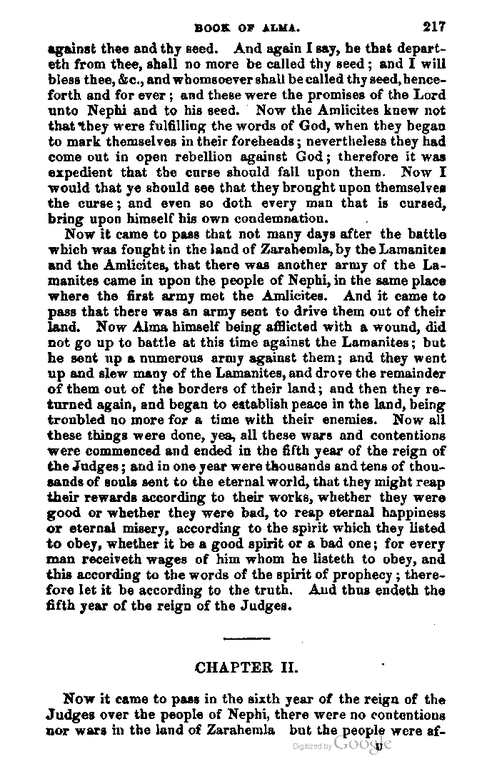 BOOK OF ALMA. 217
against thee and thy seed. And again I say, he that depart-
eth from thee, shall no more be called thy seed; and I will
bless thee, &c., and whomsoever shall be called thy seed, hence-
forth and for ever; and these were the promises of the Lord
unto Nephi and to his seed. Now the Amlicites knew not
that they were fulfilling the words of God, when they began
to mark themselves in their foreheads; nevertheless they had
come out in open rebellion against God; therefore it was
expedient that the curse should fall upon them. Now I
would that ye should see that they brought upon themselves
the curse; and even so doth every man that is cursed,
bring upon himself his own condemnation.
Now it came to pass that not many days after the battle
which was fought in the land of Zarahemla, by the Lamanites
and the Amlicites, that there was another army of the La-
manites came in upon the people of Nephi, in the same place
where the first army met the Amlicites. And it came to
pass that there was an army sent to drive them out of their
land. Now Alma himself being afflicted with a wound, did
not go up to battle at this time against the Lamanites; but
he sent up a numerous army against them; and they went
up and slew many of the Lamanites, and drove the remainder
of them out of the borders of their land; and then they re-
turned again, and began to establish peace in the land, being
troubled no more for a time with their enemies. Now all
these things were done, yea, all these wars and contentions
were commenced and ended in the fifth year of the reign of
the Judges; and in one year were thousands and tens of thou-
sands of souls sent to the eternal world, that they might reap
their rewards according to their works, whether they were
good or whether they were bad, to reap eternal happiness
or eternal misery, according to the spirit which they listed
to obey, whether it be a good spirit or a bad one; for every
man receiveth wages of him whom he listeth to obey, and
this according to the words of the spirit of prophecy; there-
fore let it be according to the truth. And thus endeth the
fifth year of the reign of the Judges.
CHAPTER II.
Now it came to pass in the sixth year of the reign of the
Judges over the people of Nephi, there were no contentions
nor wars in the land of Zarahemla but the people were af-
Digitized by Google
U